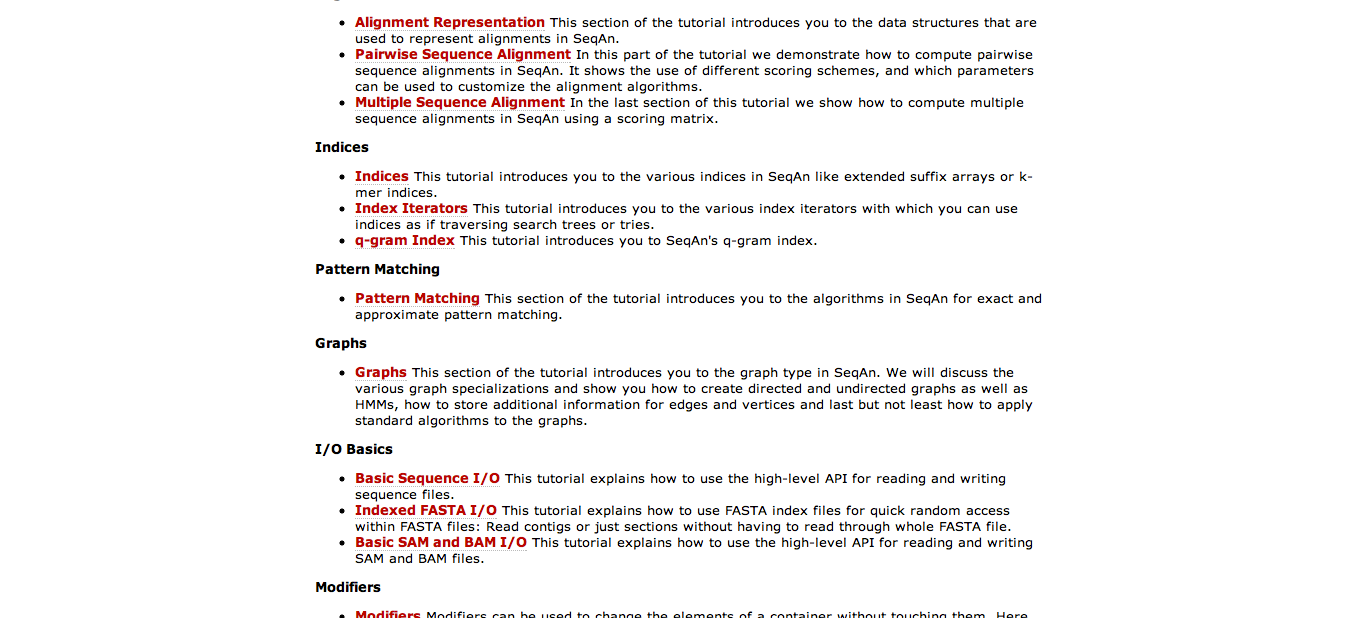 Alignment Representation This section of the tutorial introduces you to the data structures that are
used to represent alignments in SeqAn.
Pairwise Sequence Alignment In this part of the tutorial we demonstrate how to compute pairwise
sequence alignments in SeqAn. It shows the use of different scoring schemes, and which parameters
can be used to customize the alignment algorithms.
Multiple Sequence Alignment In the last section of this tutorial we show how to compute multiple
sequence alignments in SeqAn using a scoring matrix.
Indices
Indices This tutorial introduces you to the various indices in SeqAn like extended suffix arrays or k-
mer indices.
Index Iterators This tutorial introduces you to the various index iterators with which you can use
indices as if traversing search trees or tries.
q-gram Index This tutorial introduces you to SeqAn's q-gram index.
Pattern Matching
Pattern Matching This section of the tutorial introduces you to the algorithms in SeqAn for exact and
approximate pattern matching.
Graphs
Graphs This section of the tutorial introduces you to the graph type in SeqAn. We will discuss the
various graph specializations and show you how to create directed and undirected graphs as well as
HMMs, how to store additional information for edges and vertices and last but not least how to apply
standard algorithms to the graphs.
I/O Basics
Basic Sequence I/O This tutorial explains how to use the high-level API for reading and writing
sequence files.
Indexed FASTA I/O This tutorial explains how to use FASTA index files for quick random access
within FASTA files: Read contigs or just sections without having to read through whole FASTA file.
Basic SAM and BAM I/O This tutorial explains how to use the high-level API for reading and writing
SAM and BAM files.
Modifiers
Modifiers Modifiers can be used to change the elements of a container without touching them. Here